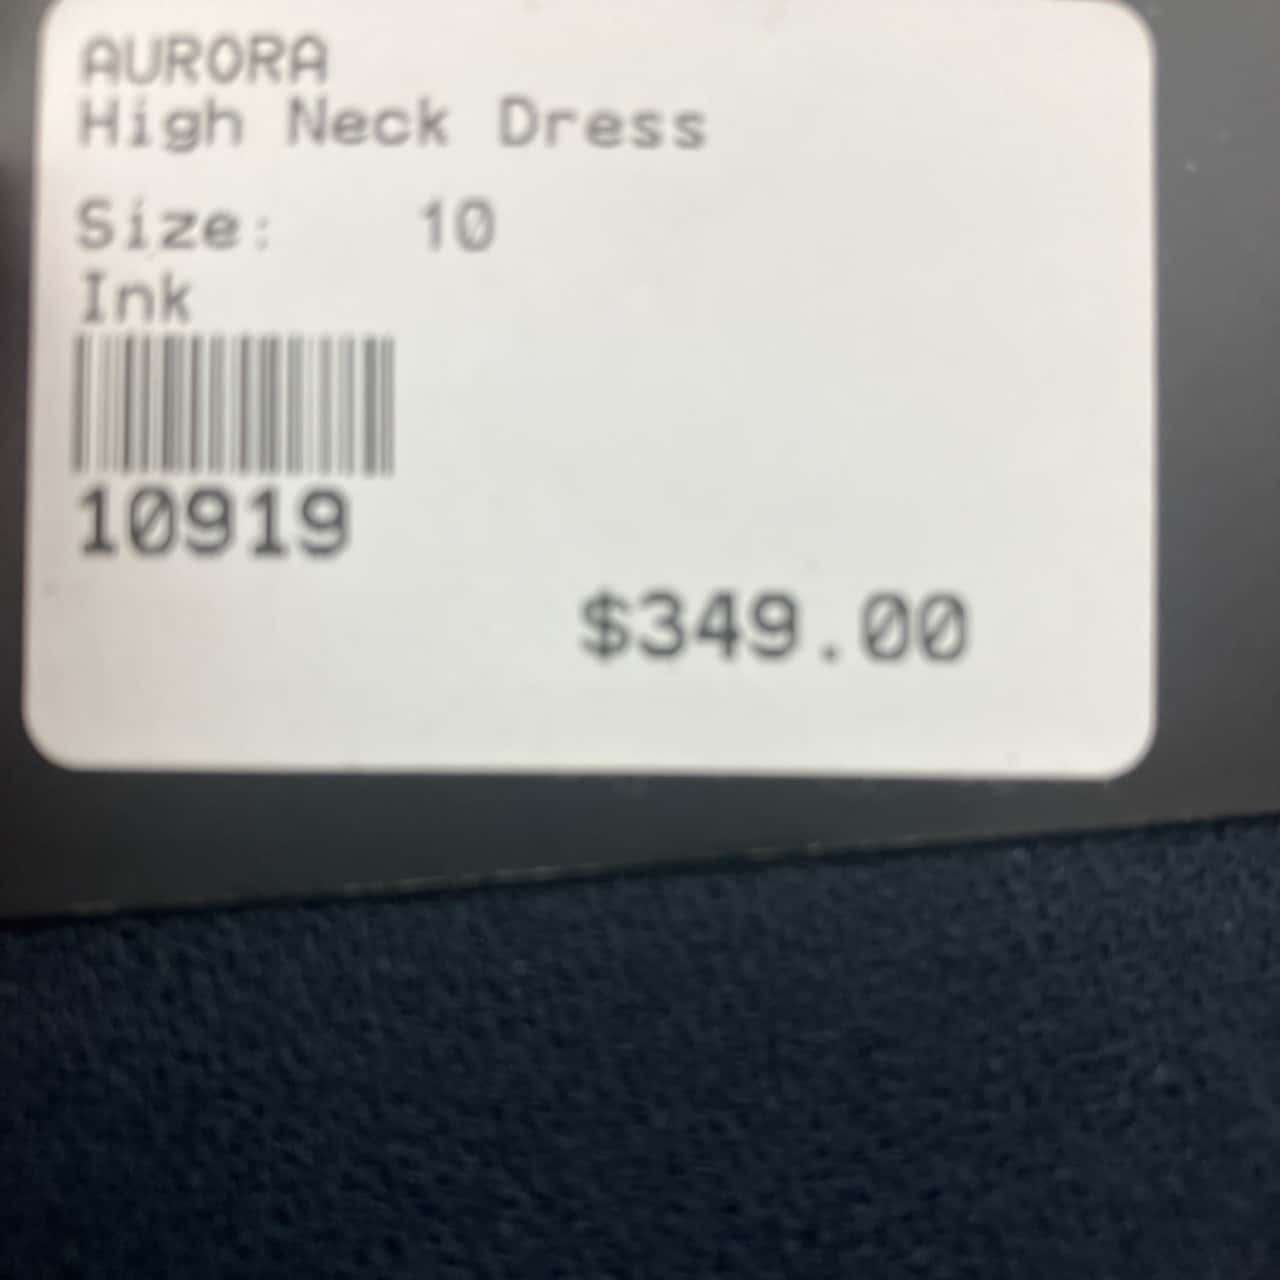 AURORA
High Neck Dress
Size: 10
Ink
10919
$349.00